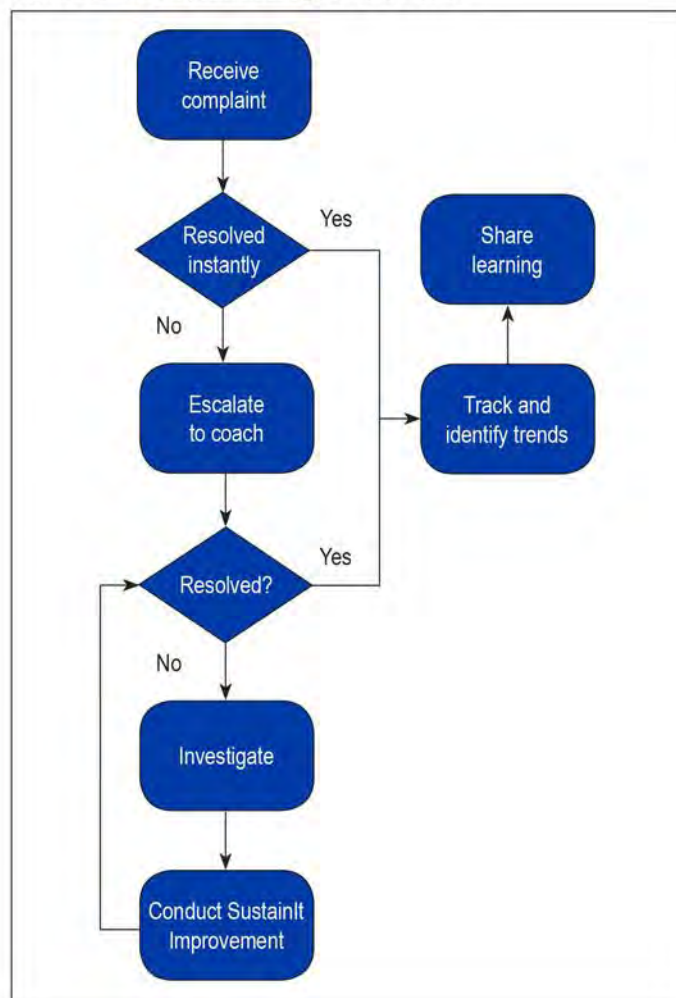 Receive
complaint
Resolved
instantly
Yes
No
Share
learning
Escalate
to coach
Track and
identify trends
Resolved?
Yes
No
Investigate
Conduct SustainIt
Improvement